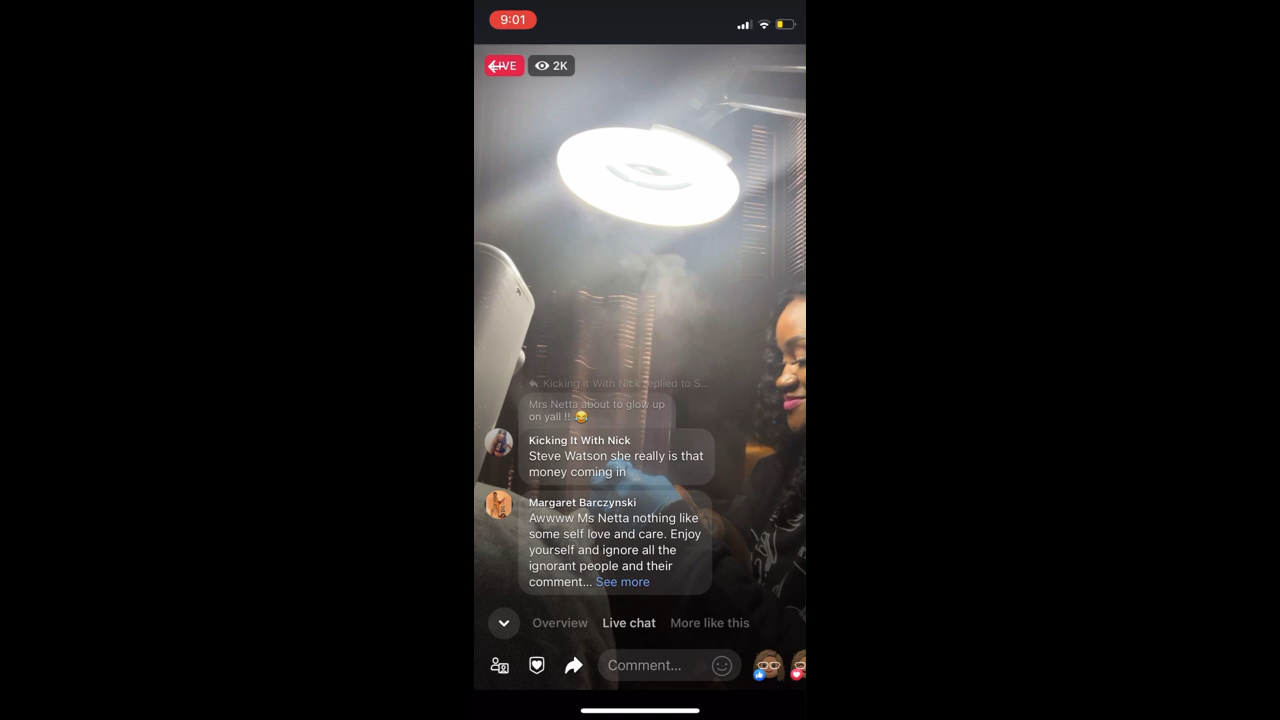 9:01
LIVE
2K
Kicking It With Nick replied to S...
Mrs Netta about to glow up
on yall !! 😂
Kicking It With Nick
Steve Watson she really is that
money coming in
Margaret Barczynski
Awwww Ms Netta nothing like
some self love and care. Enjoy
yourself and ignore all the
ignorant people and their
comment... See more
Overview Live chat More like this
Comment...